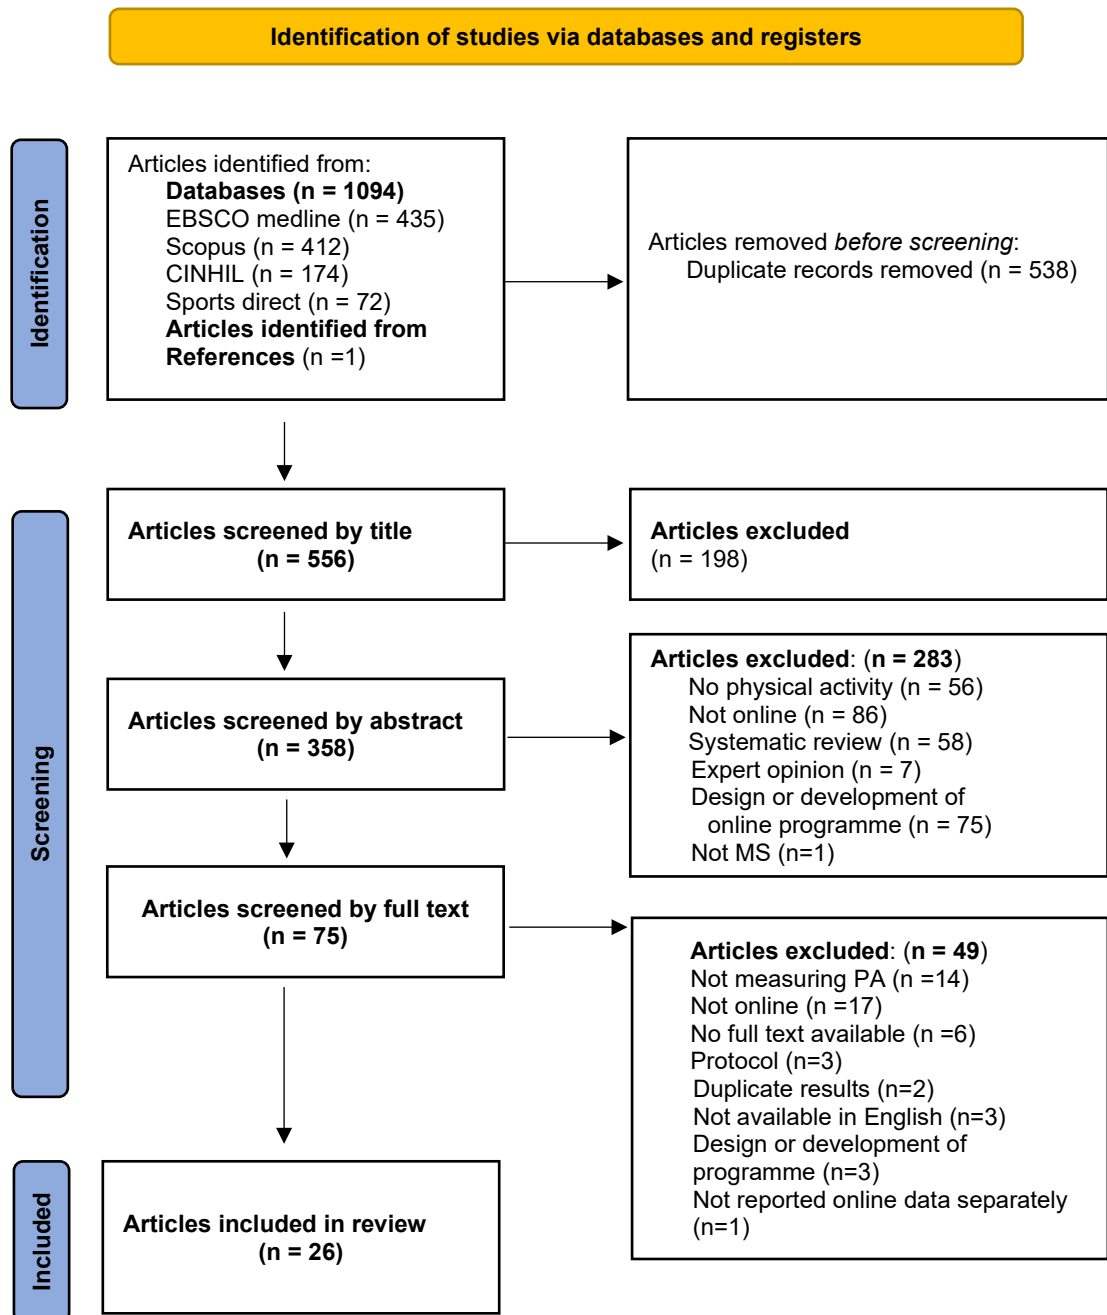 Identification of studies via databases and registers
Identification
Articles identified from:
Databases (n = 1094)
EBSCO medline (n = 435)
Scopus (n = 412)
CINHIL (n = 174)
Sports direct (n = 72)
Articles identified from
References (n =1)
Articles removed before screening:
Duplicate records removed (n = 538)
Screening
Articles screened by title
(n = 556)
Articles excluded
(n = 198)
Articles screened by abstract
(n = 358)
Articles excluded: (n = 283)
No physical activity (n = 56)
Not online (n = 86)
Systematic review (n = 58)
Expert opinion (n = 7)
Design or development of
online programme (n = 75)
Not MS (n=1)
Articles screened by full text
(n = 75)
Articles excluded: (n = 49)
Not measuring PA (n =14)
Not online (n =17)
No full text available (n =6)
Protocol (n=3)
Duplicate results (n=2)
Not available in English (n=3)
Design or development of
programme (n=3)
Not reported online data separately
(n=1)
Included
Articles included in review
(n = 26)